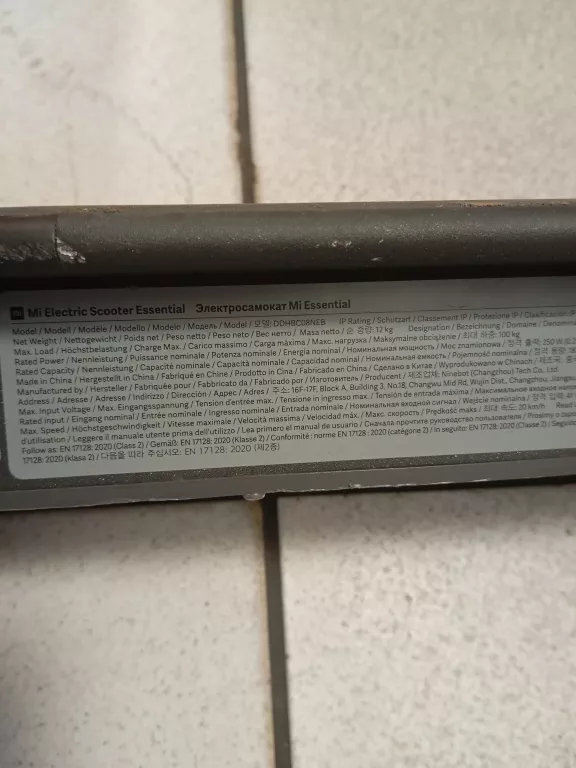 Mi Electric Scooter Essential Электросамокат Mi Essential
Model / Modell / Modèle / Modello / Modelo / Модель / Model / 모델: DDHBC08NEB IP Rating / Schutzart / Classement IP / Protezione IP / Clasificación IP
Net Weight / Nettogewicht / Poids net / Peso netto / Peso neto / Вес нетто / Masa netto / 순 중량: 12 kg Designation / Bezeichnung / Domaine / Denom
Max. Load / Höchstbelastung / Charge Max. / Carico massimo / Carga máxima / Макс. нагрузка / Maksymalne obciążenie / 최대 하중: 100 kg
Rated Power / Nennleistung / Puissance nominale / Potenza nominale / Energía nominal / Номинальная мощность / Moc znamionowa / 정격 출력: 250 W
Rated Capacity / Nennleistung / Capacité nominale / Capacità nominale / Capacidad nominal / Номинальная емкость / Pojemność nominalna / 정격 용량:
Made in China / Hergestellt in China / Fabriqué en Chine / Prodotto in Cina / Fabricado en China / Сделано в Китае / Wyprodukowano w Chinach /
Manufactured by / Hersteller / Fabriquée pour / Fabbricato da / Fabricado por / Изготовитель / Producent / 제조업체: Ninebot (Changzhou) Tech. Co., Ltd.
Address / Adresse / Adresse / Indirizzo / Dirección / Адрес / Adres / 주소: 16F-17F, Block A, Building 3, No.18, Changwu Mid Rd, Wujin Dist., Changzhou,
Max. Input Voltage / Max. Eingangsspannung / Tension d'entrée max. / Tensione in ingresso max. / Tensión de entrada máxima / Максимальное входное
Rated input / Eingang nominal / Entrée nominale / Ingresso nominale / Entrada nominal / Номинальный входной сигнал / Wejście nominalne / 정격 입력:
Max. Speed / Höchstgeschwindigkeit / Vitesse maximale / Velocità massima / Velocidad máx. / Макс. скорость / Prędkość maks / 최대 속도: 20 km/h Read
d'utilisation / Leggere il manuale utente prima dell'utilizzo / Lea primero el manual de usuario / Сначала прочтите руководство пользователя /
Follow as: EN 17128: 2020 (Class 2) / Gemäß: EN 17128: 2020 (Klasse 2) / Conformité : norme EN 17128 : 2020 (catégorie 2) / In seguito: EN 17128: 2020 (Classe 2) /
17128: 2020 (klasa 2) / 다음을 따라 주십시오: EN 17128: 2020 (제2종)